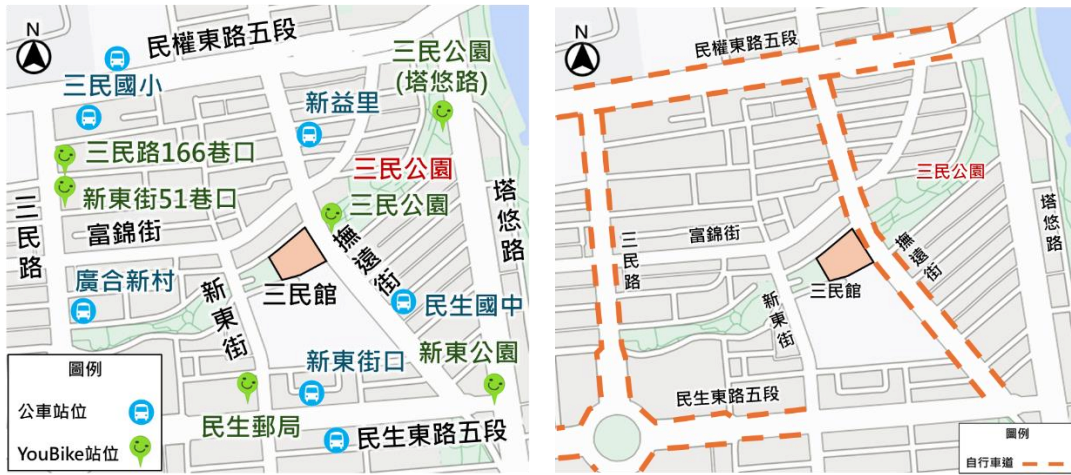 N
民權東路五段
三民公園
(塔悠路)
三民國小
新益里
三民路166巷口
三民公園
新東街51巷口
三民公園
塔悠路
三民路
富錦街
撫遠街
廣合新村
新東街
三民館
民生國中
新東街口
新東公園
圖例
公車站位
YouBike站位
民生郵局
民生東路五段
N
民權東路五段
三民公園
塔悠路
富錦街
三民路
撫遠街
三民館
新東街
民生東路五段
圖例
自行車道